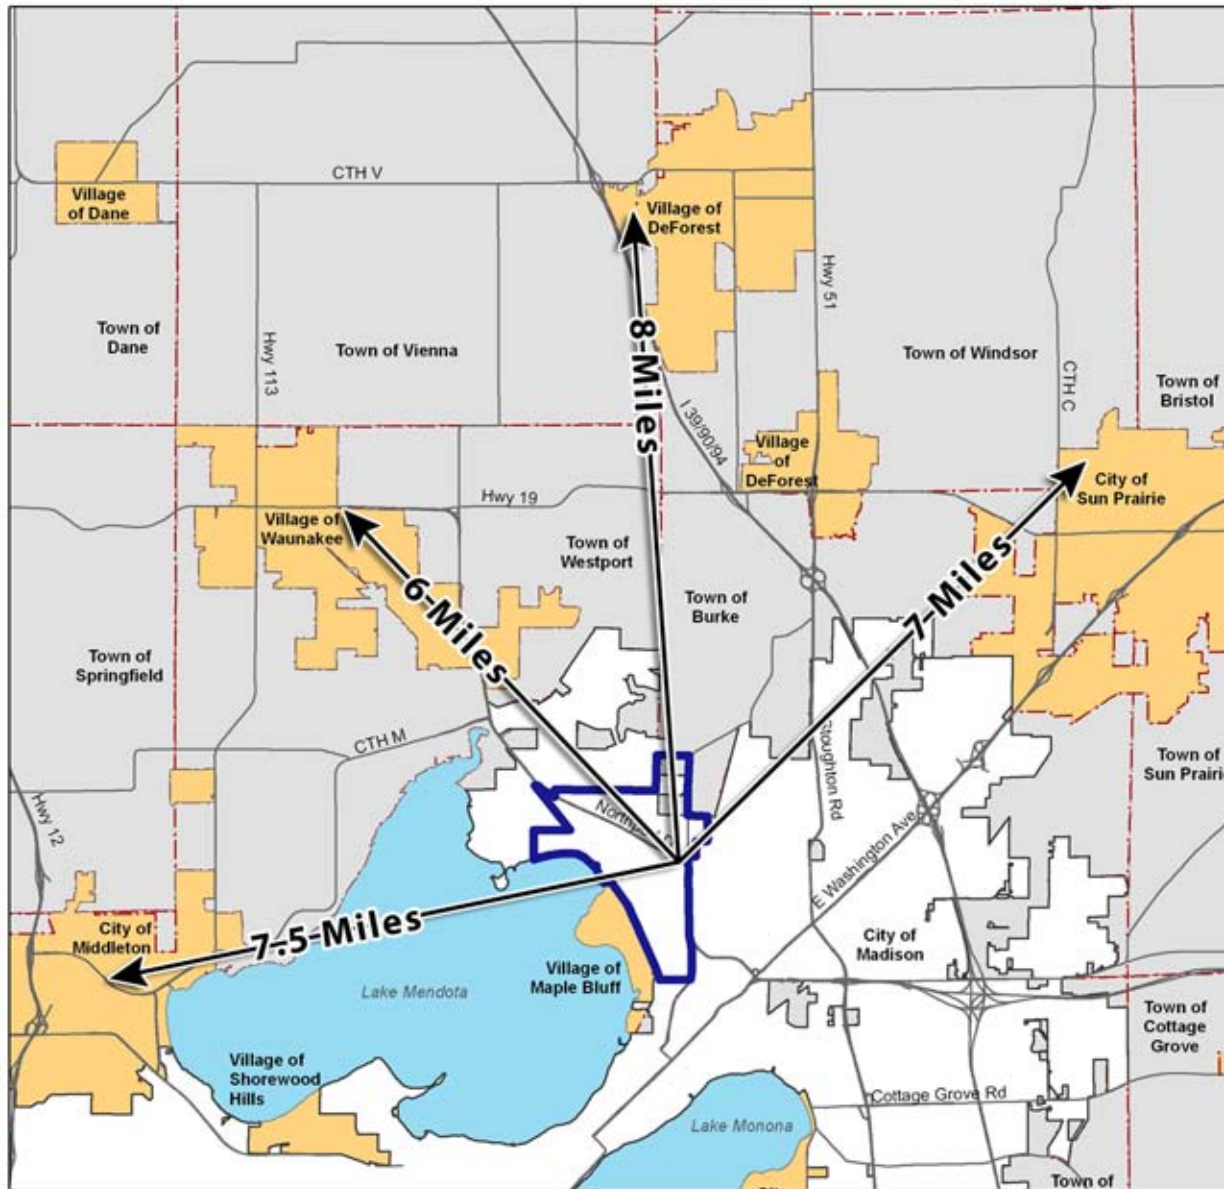 CTH V
Village
of Dane
Village of
DeForest
Hwy 51
8 Miles
Town of
Dane
Hwy 113
Town of Vienna
Town of Windsor
CTH C
Town of
Bristol
I 39/90/94
Village
of
DeForest
City of
Sun Prairie
Hwy 19
Village of
Waunakee
Town of
Westport
7 Miles
6 Miles
Town of
Burke
Town of
Springfield
CTH M
Stoughton Rd
Town of
Hwy 12
E Washington Ave
City of
Middleton
7.5 Miles
City of
Madison
Village of
Maple Bluff
Lake Mendota
Town of
Cottage
Grove
Village of
Shorewood
Hills
Cottage Grove Rd
Lake Monona
Town of